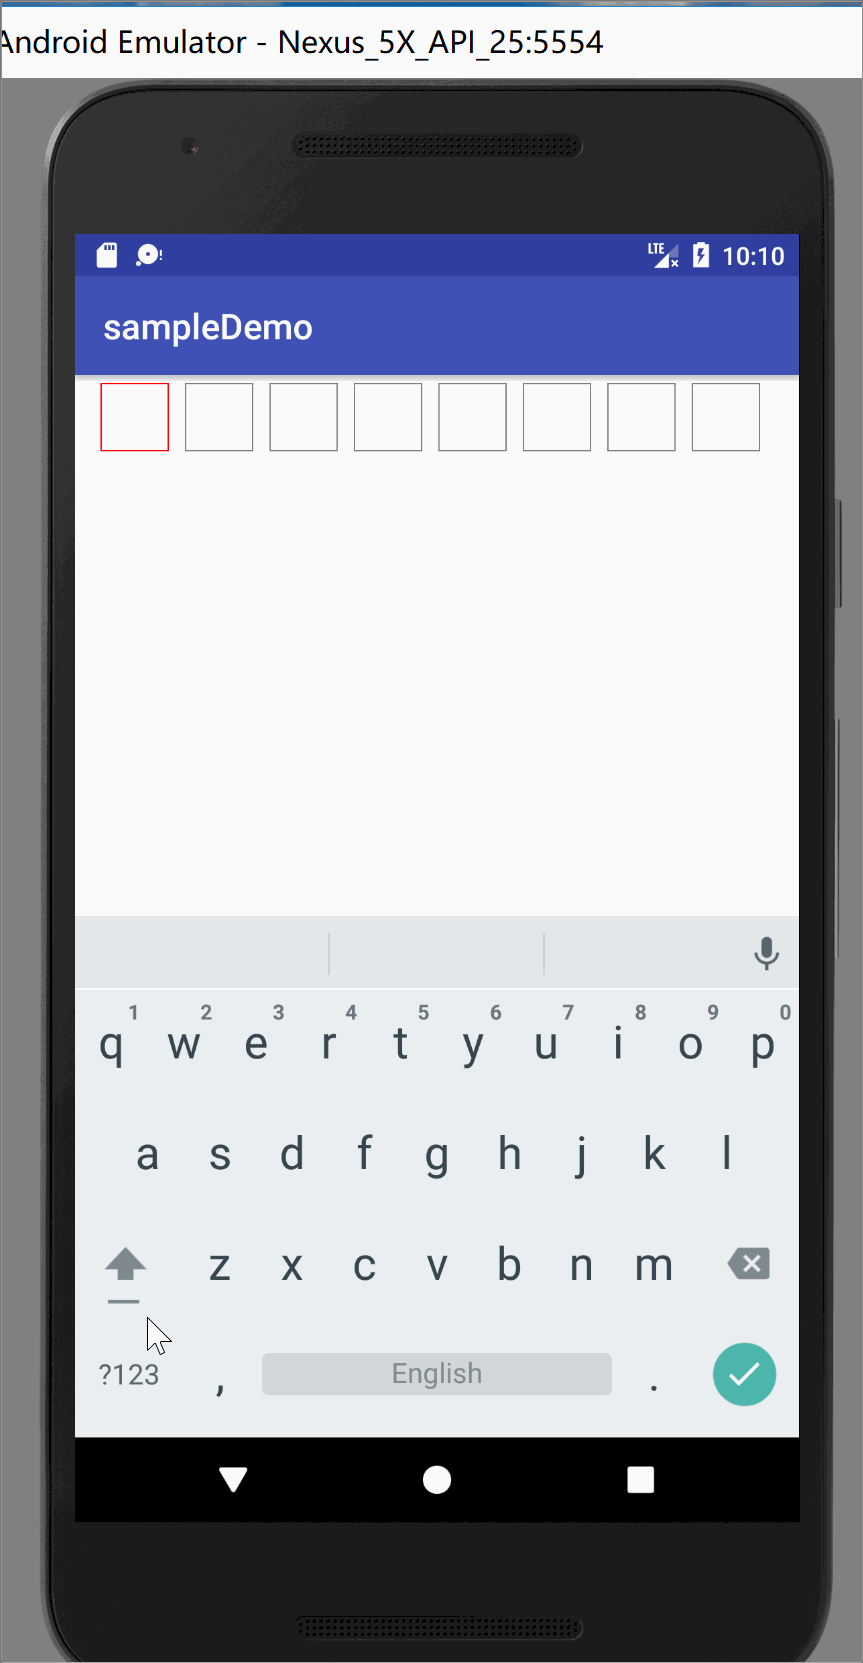 Android Emulator - Nexus_5X_API_25:5554
LTE 10:10
sampleDemo
1 2 3 4 5 6 7 8 9 0
q w e r t y u i o p
a s d f g h j k l
z x c v b n m
?123 , English .